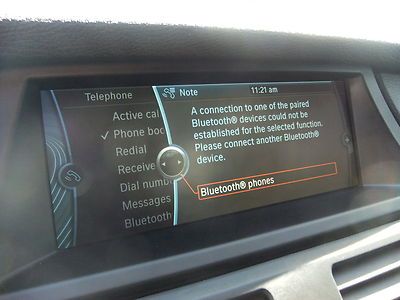 Telephone
Active cal
Phone boo
Redial
Receive
Dial numb
Messages
Bluetooth
Note
11:21 am
A connection to one of the paired
Bluetooth® devices could not be
established for the selected function.
Please connect another Bluetooth®
device.
Bluetooth® phones